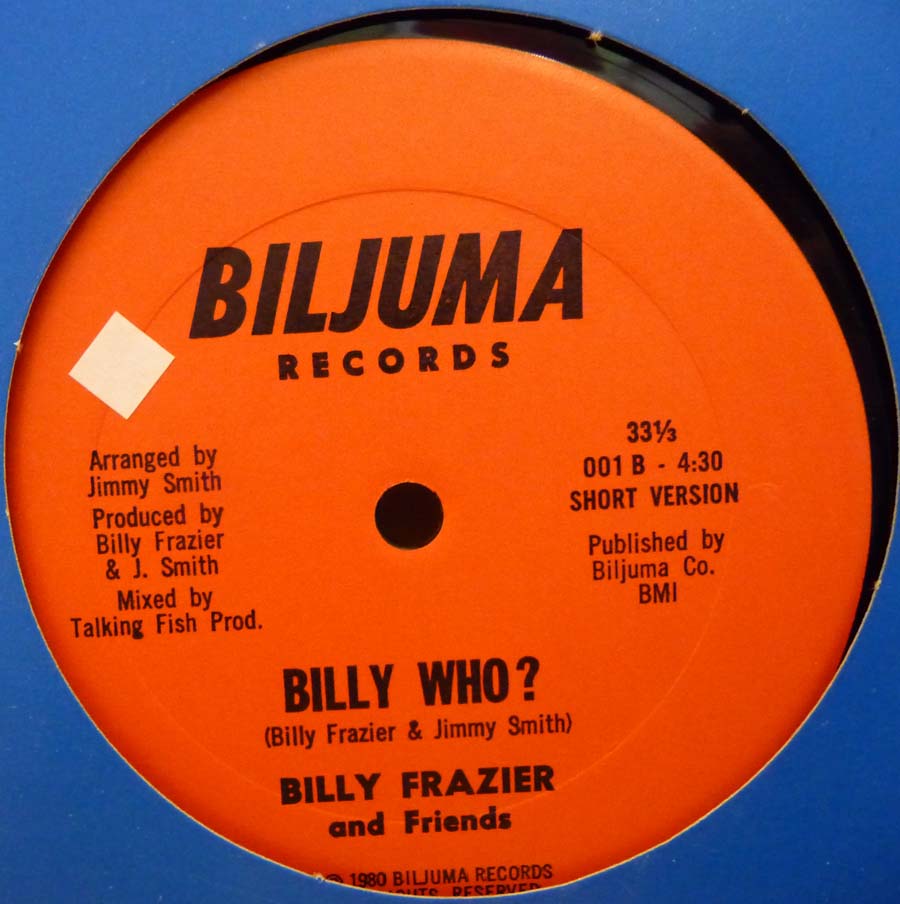 BILJUMA
RECORDS
Arranged by
Jimmy Smith
Produced by
Billy Frazier
& J. Smith
Mixed by
Talking Fish Prod.
33⅓
001 B - 4:30
SHORT VERSION
Published by
Biljuma Co.
BMI
BILLY WHO?
(Billy Frazier & Jimmy Smith)
BILLY FRAZIER
and Friends
1980 BILJUMA RECORDS
RESERVED